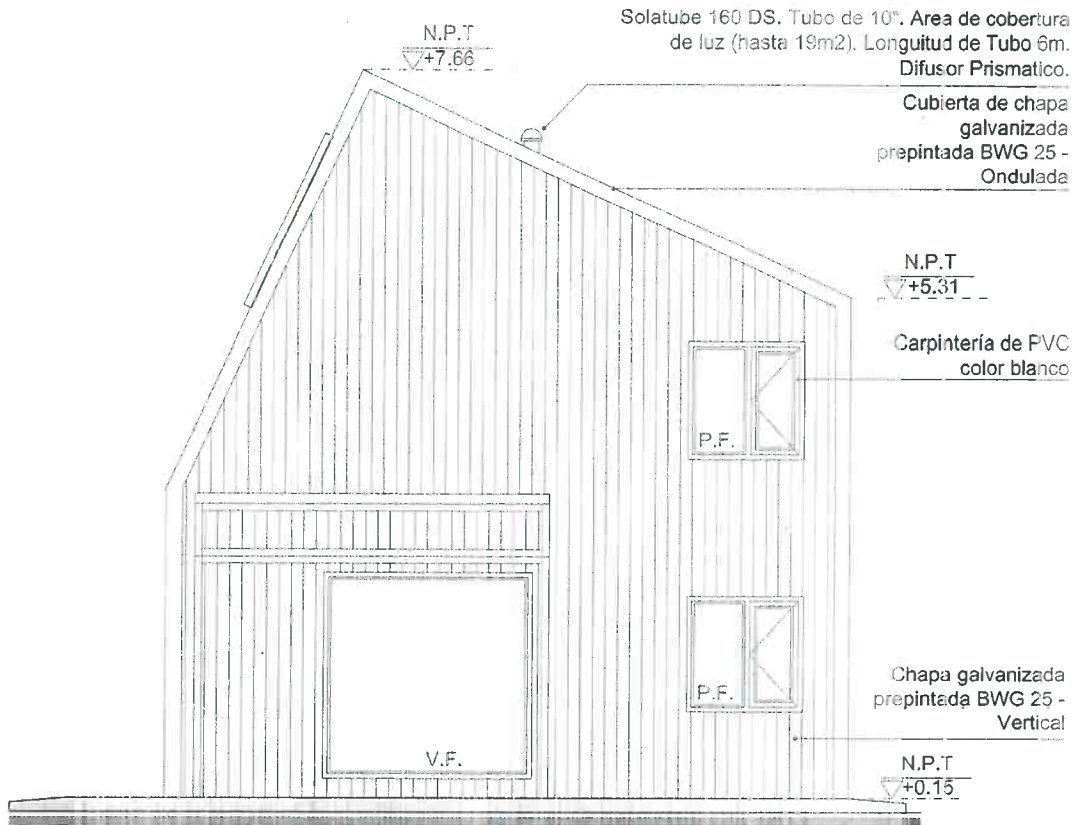 Solatube 160 DS. Tubo de 10". Area de cobertura
de luz (hasta 19m2). Longuitud de Tubo 6m.
Difusor Prismatico.
N.P.T
+7.66
Cubierta de chapa
galvanizada
prepintada BWG 25 -
Ondulada
N.P.T
+5.31
Carpintería de PVC
color blanco
P.F.
P.F.
Chapa galvanizada
prepintada BWG 25 -
Vertical
V.F.
N.P.T
+0.15